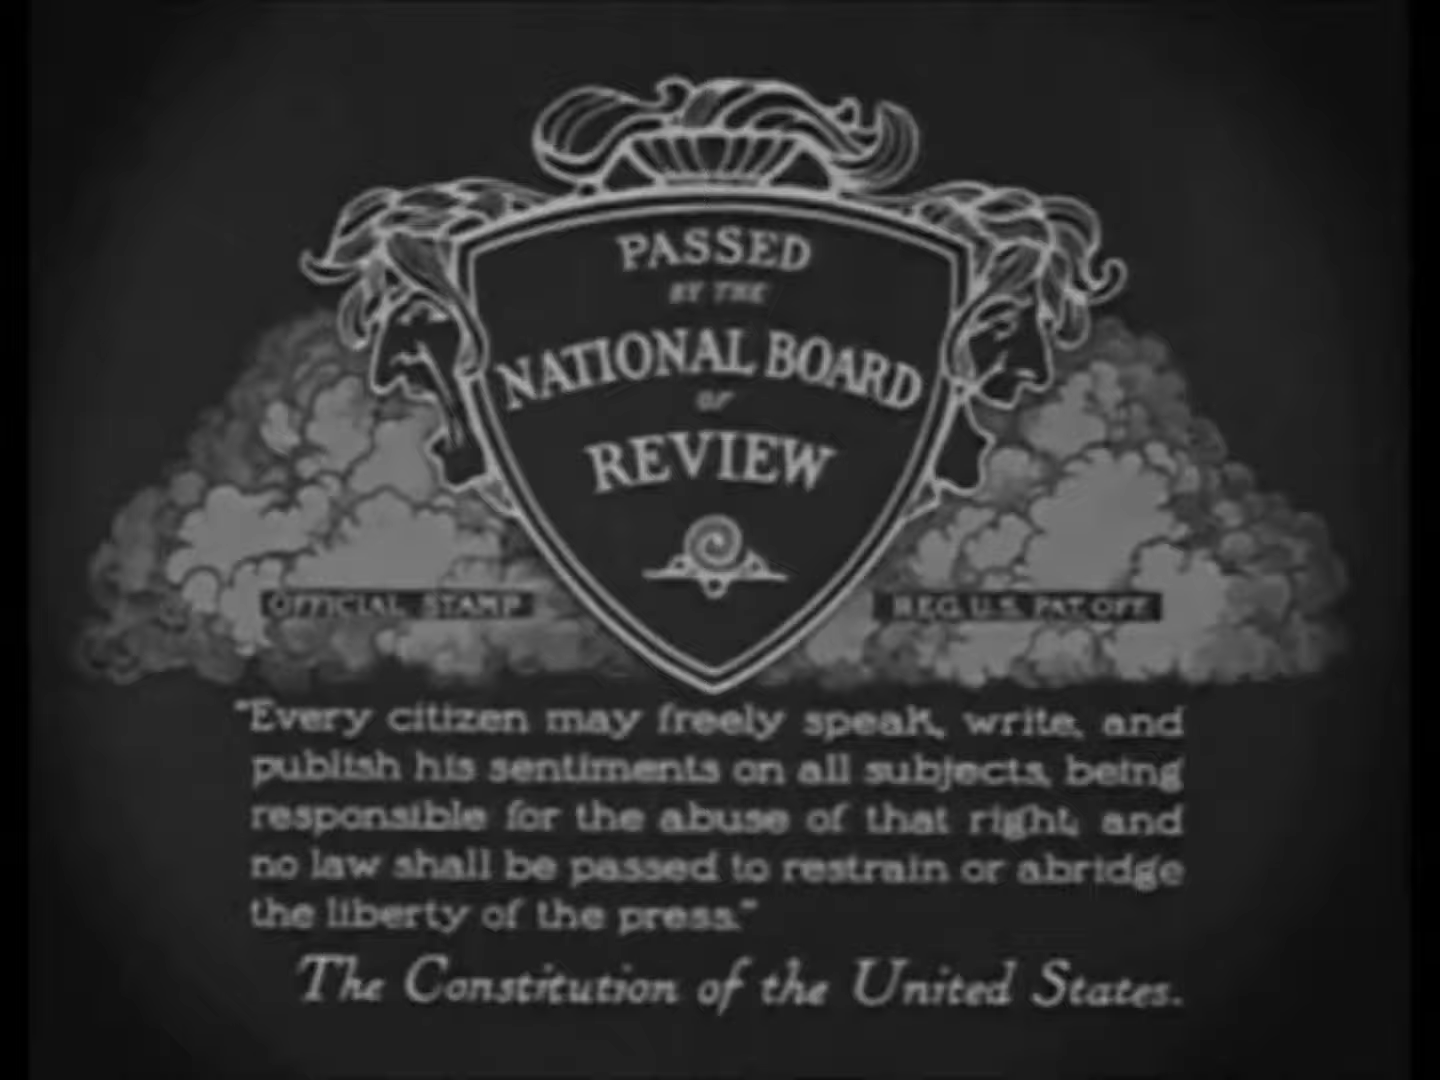 PASSED
BY THE
NATIONAL BOARD
OF
REVIEW
OFFICIAL STAMP
REG. U.S. PAT. OFF.
"Every citizen may freely speak, write, and
publish his sentiments on all subjects, being
responsible for the abuse of that right; and
no law shall be passed to restrain or abridge
the liberty of the press."
The Constitution of the United States.